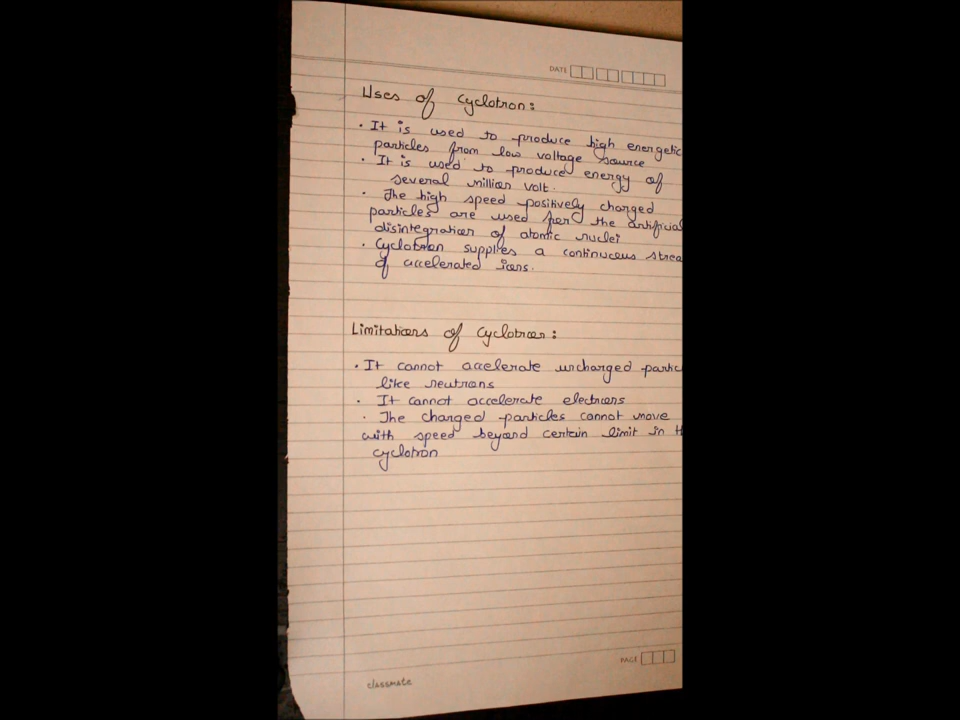 DATE
Uses of Cyclotron:
· It is used to produce high energetic
particles from low voltage source
· It is used to produce energy of
several million volt.
· The high speed positively charged
particles are used for the artificial
disintegration of atomic nuclei
· Cyclotron supplies a continuous strea
of accelerated ions.
Limitations of Cyclotron:
· It cannot accelerate uncharged partic
like neutrons
· It cannot accelerate electrons
· The charged particles cannot move
with speed beyond certain limit in th
cyclotron
PAGE
classmate